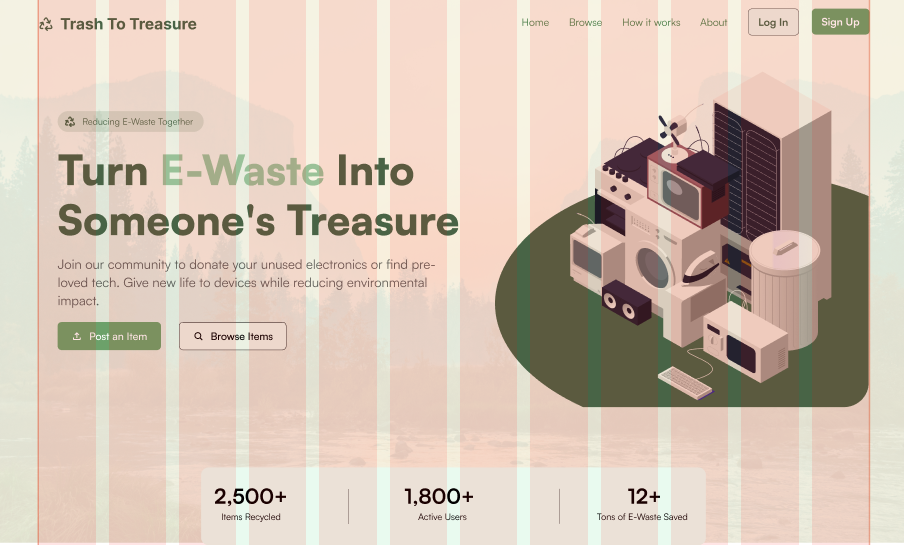 Trash To Treasure
Home Browse How it works About Log In Sign Up
Reducing E-Waste Together
Turn E-Waste Into
Someone's Treasure
Join our community to donate your unused electronics or find pre-
loved tech. Give new life to devices while reducing environmental
impact.
Post an Item Browse Items
2,500+ 1,800+ 12+
Items Recycled Active Users Tons of E-Waste Saved